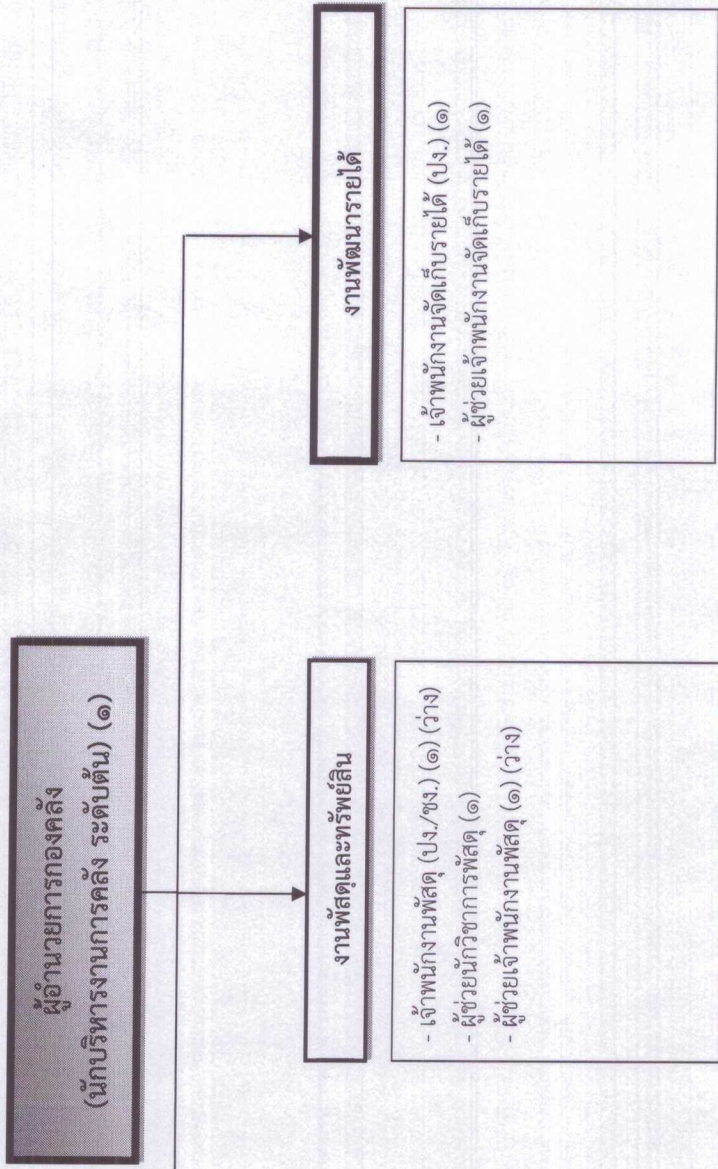 ผู้อำนวยการกองคลัง
(นักบริหารงานการคลัง ระดับต้น) (๑)
งานพัสดุและทรัพย์สิน
- เจ้าพนักงานพัสดุ (ปง./ชง.) (๑) (ว่าง)
- ผู้ช่วยนักวิชาการพัสดุ (๑)
- ผู้ช่วยเจ้าพนักงานพัสดุ (๑) (ว่าง)
งานพัฒนารายได้
- เจ้าพนักงานจัดเก็บรายได้ (ปง.) (๑)
- ผู้ช่วยเจ้าพนักงานจัดเก็บรายได้ (๑)